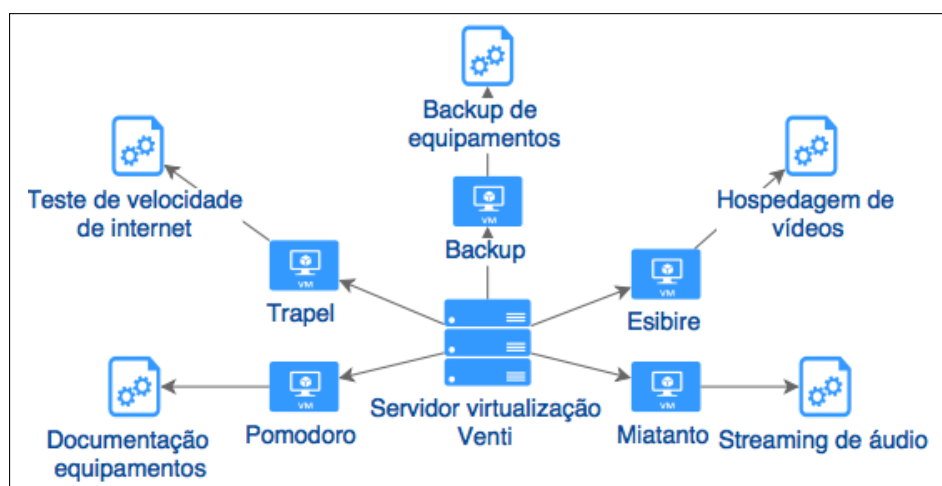 Backup de
equipamentos
Teste de velocidade
de internet
Hospedagem de
vídeos
VM
Backup
VM
Trapel
VM
Esibire
VM
Pomodoro
Servidor virtualização
Venti
VM
Miatanto
Documentação
equipamentos
Streaming de áudio